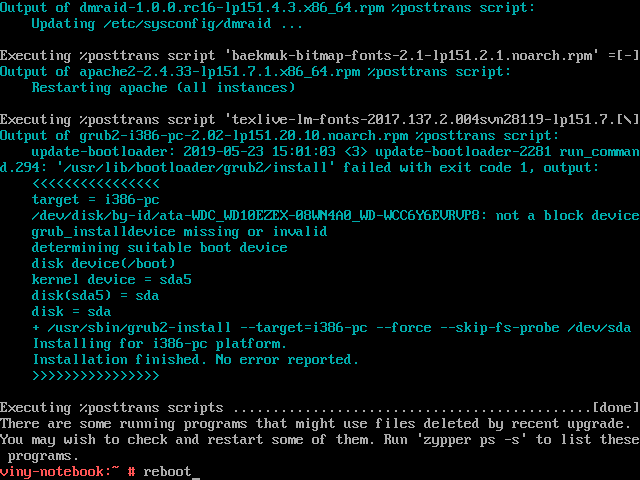 Output of dmraid-1.0.0.rc16-lp151.4.3.x86_64.rpm %posttrans script:
    Updating /etc/sysconfig/dmraid ...
Executing %posttrans script 'baekmuk-bitmap-fonts-2.1-lp151.2.1.noarch.rpm' =[-]
Output of apache2-2.4.33-lp151.7.1.x86_64.rpm %posttrans script:
    Restarting apache (all instances)
Executing %posttrans script 'texlive-lm-fonts-2017.137.2.004svn28119-lp151.7.[\]
Output of grub2-i386-pc-2.02-lp151.20.10.noarch.rpm %posttrans script:
    update-bootloader: 2019-05-23 15:01:03 <3> update-bootloader-2281 run_comman
d.294: '/usr/lib/bootloader/grub2/install' failed with exit code 1, output:
    <<<<<<<<<<<<<<<<
    target = i386-pc
    /dev/disk/by-id/ata-WDC_WD10EZEX-08WN4A0_WD-WCC6Y6EVRVP8: not a block device
    grub_installdevice missing or invalid
    determining suitable boot device
    disk device(/boot)
    kernel device = sda5
    disk(sda5) = sda
    disk = sda
    + /usr/sbin/grub2-install --target=i386-pc --force --skip-fs-probe /dev/sda
    Installing for i386-pc platform.
    Installation finished. No error reported.
    >>>>>>>>>>>>>>>>
Executing %posttrans scripts .............................................[done]
There are some running programs that might use files deleted by recent upgrade.
You may wish to check and restart some of them. Run 'zypper ps -s' to list these
 programs.
viny-notebook:~ # reboot_